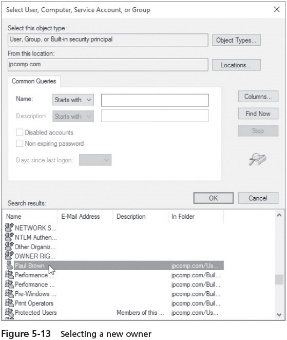 Select User, Computer, Service Account, or Group
Select this object type:
User, Group, or Built-in security principal
Object Types...
From this location:
jpcomp.com
Locations...
Common Queries
Name:
Starts with
Columns...
Description:
Starts with
Find Now
Disabled accounts
Stop
Non expiring password
Days since last logon:
OK
Cancel
Search results:
Name E-Mail Address Description In Folder
NETWORK S...
NTLM Authen...
Other Organiz...
OWNER RIG...
Paul Brown jpcomp.com/Us...
Performance ... jpcomp.com/Buil...
Performance ... jpcomp.com/Buil...
Pre-Windows ... jpcomp.com/Buil...
Print Operators jpcomp.com/Buil...
Protected Users Members of this ... jpcomp.com/Us...
Figure 5-13 Selecting a new owner